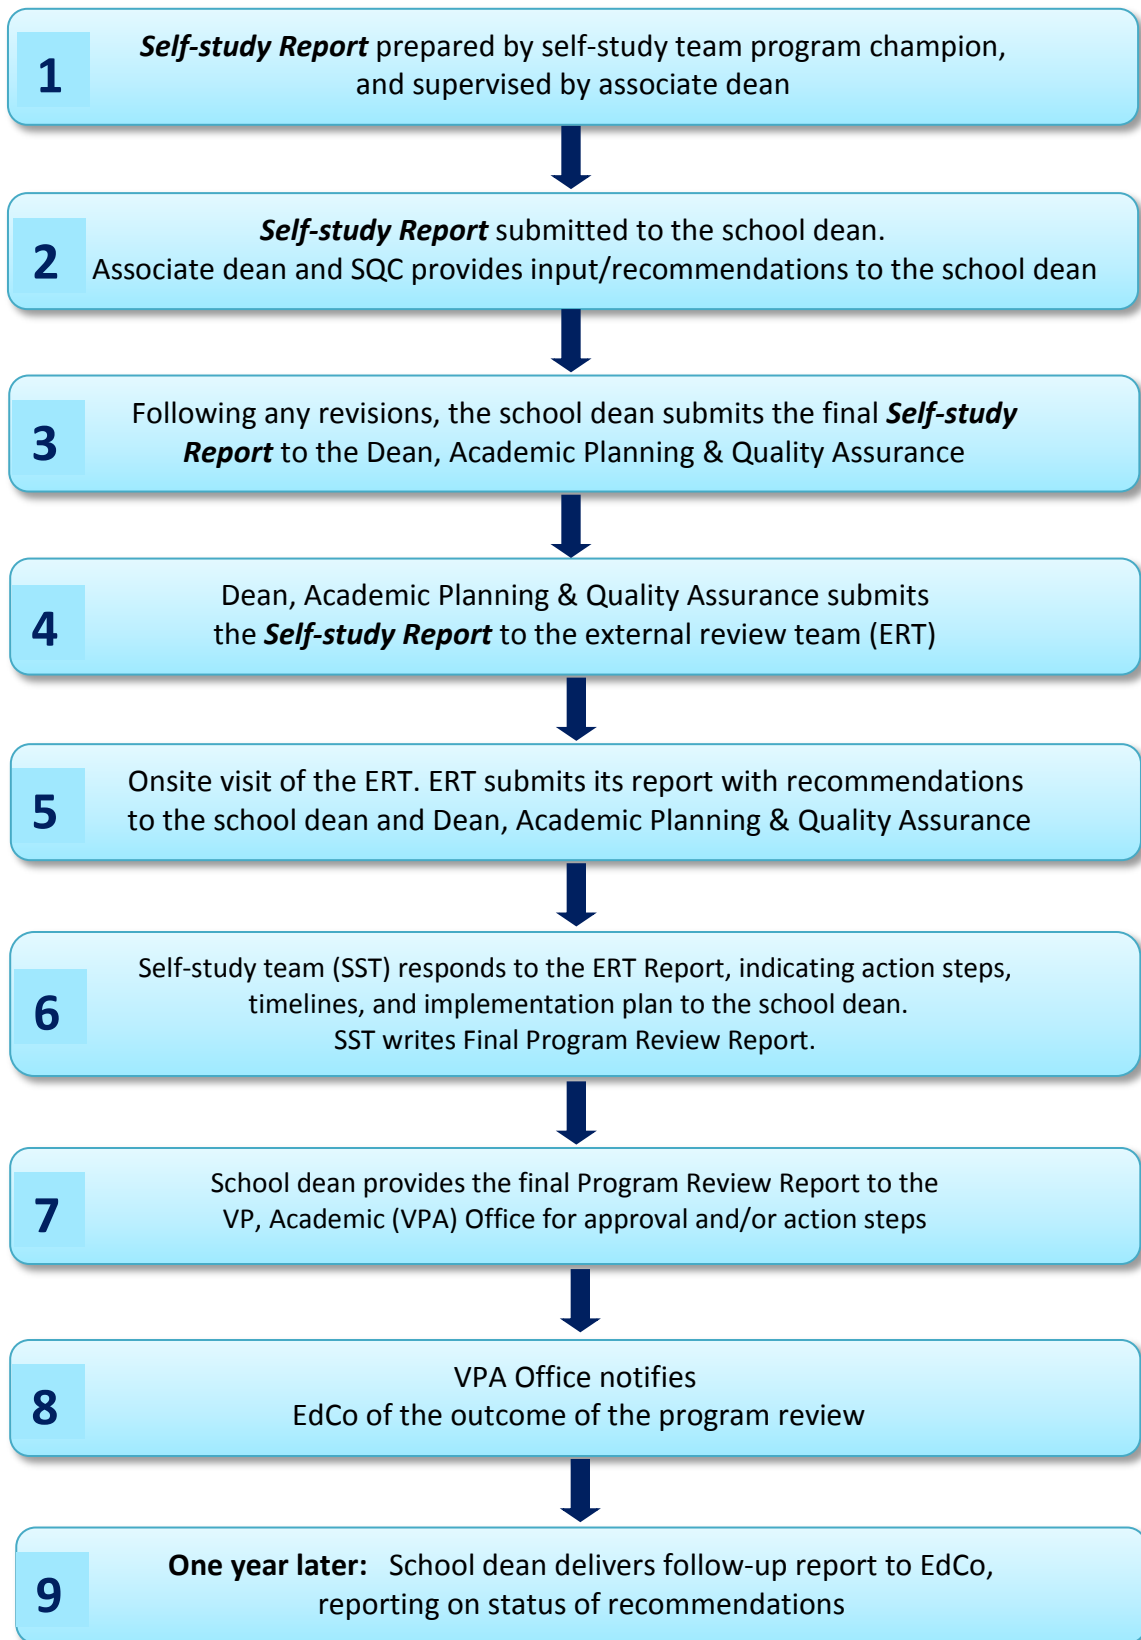 1
Self-study Report prepared by self-study team program champion,
and supervised by associate dean
2
Self-study Report submitted to the school dean.
Associate dean and SQC provides input/recommendations to the school dean
3
Following any revisions, the school dean submits the final Self-study
Report to the Dean, Academic Planning & Quality Assurance
4
Dean, Academic Planning & Quality Assurance submits
the Self-study Report to the external review team (ERT)
5
Onsite visit of the ERT. ERT submits its report with recommendations
to the school dean and Dean, Academic Planning & Quality Assurance
6
Self-study team (SST) responds to the ERT Report, indicating action steps,
timelines, and implementation plan to the school dean.
SST writes Final Program Review Report.
7
School dean provides the final Program Review Report to the
VP, Academic (VPA) Office for approval and/or action steps
8
VPA Office notifies
EdCo of the outcome of the program review
9
One year later: School dean delivers follow-up report to EdCo,
reporting on status of recommendations